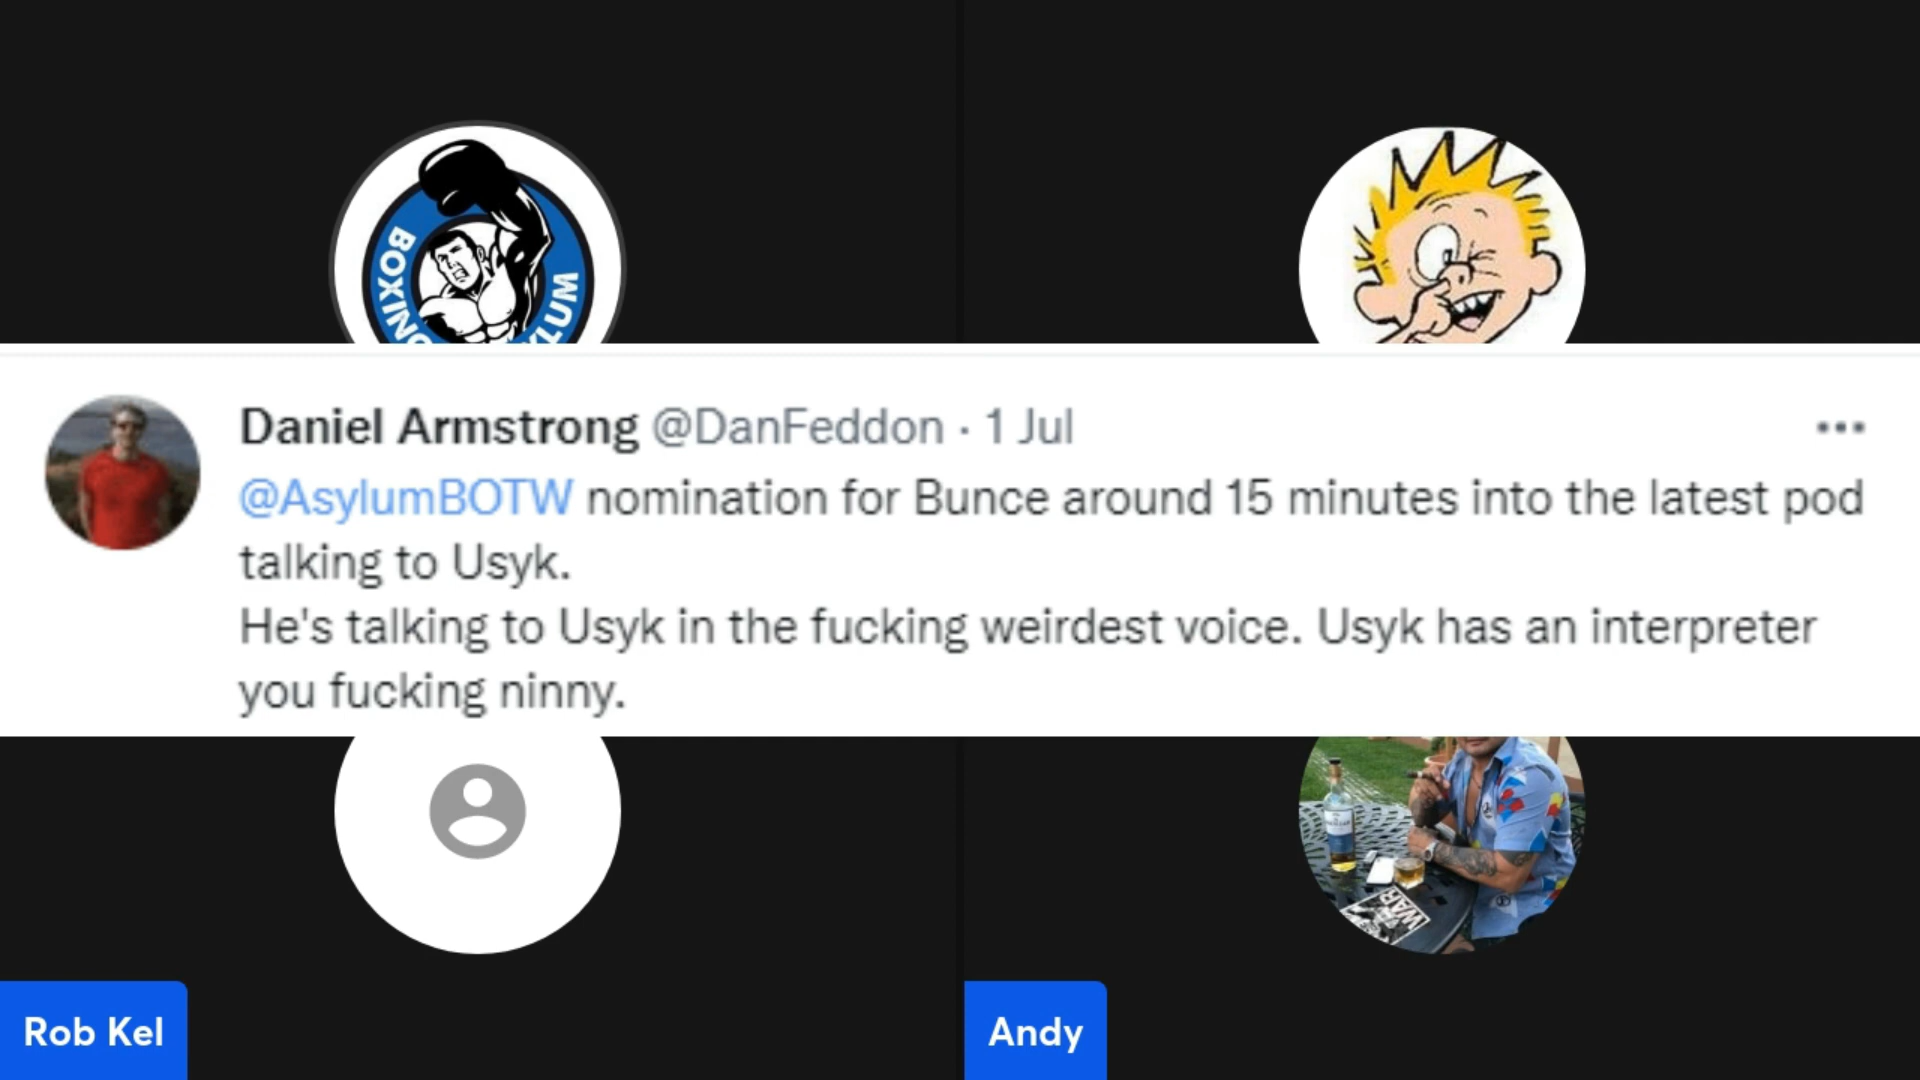 BOXING
Daniel Armstrong @DanFeddon · 1 Jul
@AsylumBOTW nomination for Bunce around 15 minutes into the latest pod
talking to Usyk.
He's talking to Usyk in the fucking weirdest voice. Usyk has an interpreter
you fucking ninny.
WAR
Rob Kel
Andy